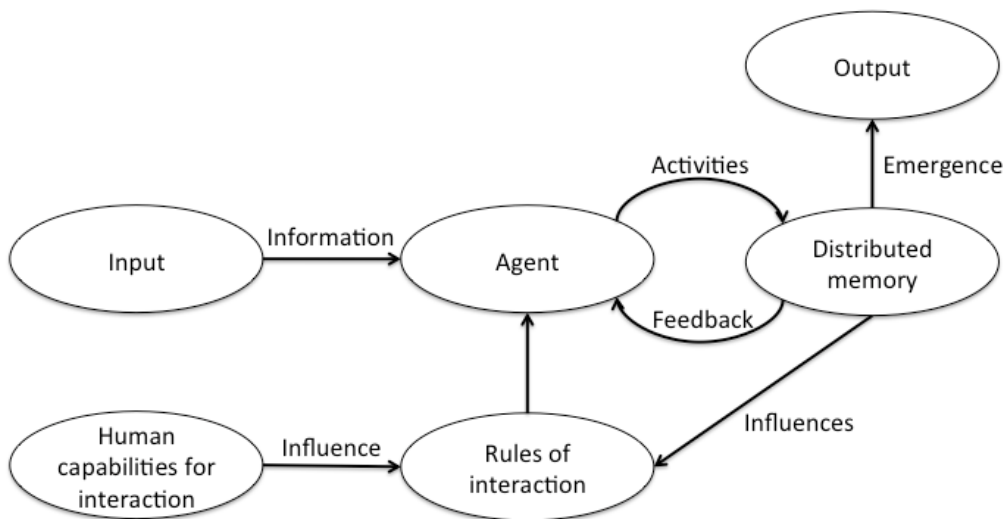 Output
Activities
Emergence
Information
Input
Agent
Distributed
memory
Feedback
Human
capabilities for
interaction
Influence
Rules of
interaction
Influences